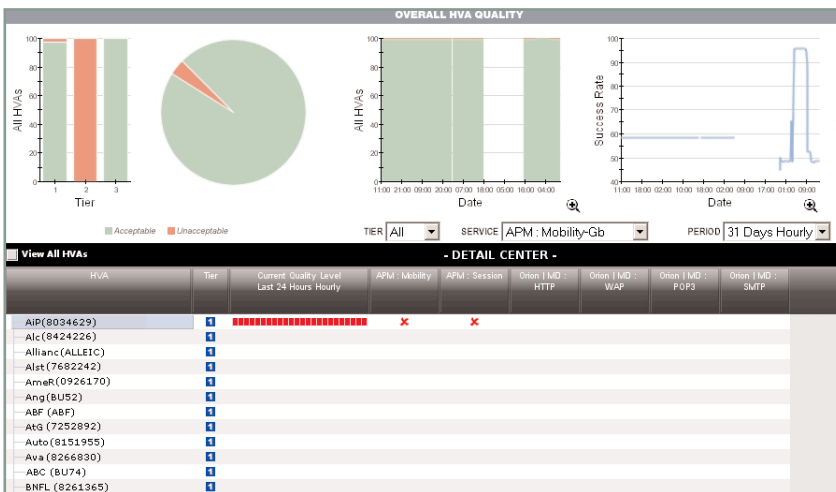 OVERALL HVA QUALITY
100 80 60 40 20 0
All HVAs
1 2 3
Tier
100 80 60 40 20 0
All HVAs
11:00 21:00 09:00 20:00 07:00 18:00 05:00 16:00 04:00
Date
100 90 80 70 60 50 40
Success Rate
11:00 18:00 02:00 10:00 18:00 02:00 09:00 17:00 01:00 09:00
Date
Acceptable Unacceptable
TIER All SERVICE APM : Mobility-Gb PERIOD 31 Days Hourly
View All HVAs - DETAIL CENTER -
HVA Tier Current Quality Level APM : Mobility APM : Session Orion | MD : Orion | MD : Orion | MD : Orion | MD :
Last 24 Hours Hourly HTTP WAP POP3 SMTP
AiP(8034629) 1
Alc(8424226) 1
Allianc(ALLEIC) 1
Alst(7682242) 1
AmeR(0926170) 1
Ang(BU52) 1
ABF (ABF) 1
AtG (7252892) 1
Auto(8151955) 1
Ava (8266830) 1
ABC (BU74) 1
BNFL (8261365) 1